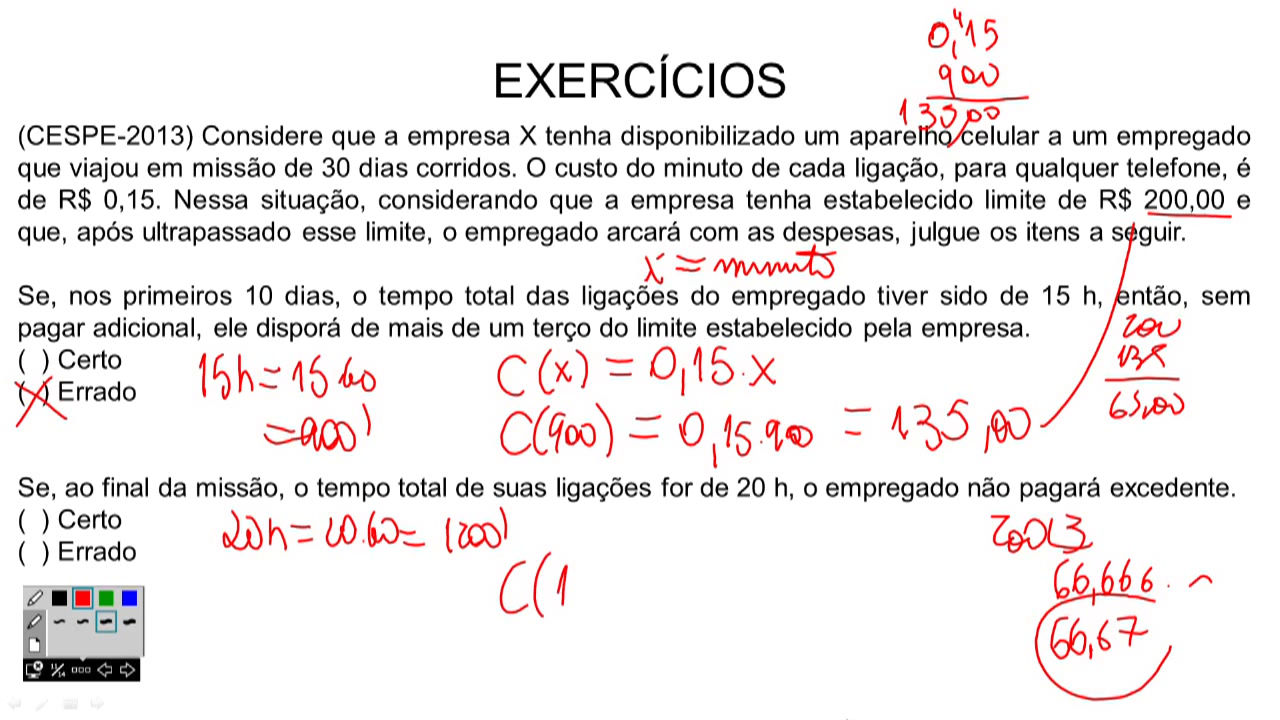 0,15
4
900
135,00
EXERCÍCIOS
(CESPE-2013) Considere que a empresa X tenha disponibilizado um aparelho celular a um empregado
que viajou em missão de 30 dias corridos. O custo do minuto de cada ligação, para qualquer telefone, é
de R$ 0,15. Nessa situação, considerando que a empresa tenha estabelecido limite de R$ 200,00 e
que, após ultrapassado esse limite, o empregado arcará com as despesas, julgue os itens a seguir.
x = minuto
Se, nos primeiros 10 dias, o tempo total das ligações do empregado tiver sido de 15 h, então, sem
pagar adicional, ele disporá de mais de um terço do limite estabelecido pela empresa.
( ) Certo
( ) Errado
15h = 15 60
= 900'
C(x) = 0,15.x
C(900) = 0,15.900 = 135,00
200
135
65,00
Se, ao final da missão, o tempo total de suas ligações for de 20 h, o empregado não pagará excedente.
( ) Certo
( ) Errado
20h = 20.60 = 1200'
C(1
200 3
66,666..
66,67